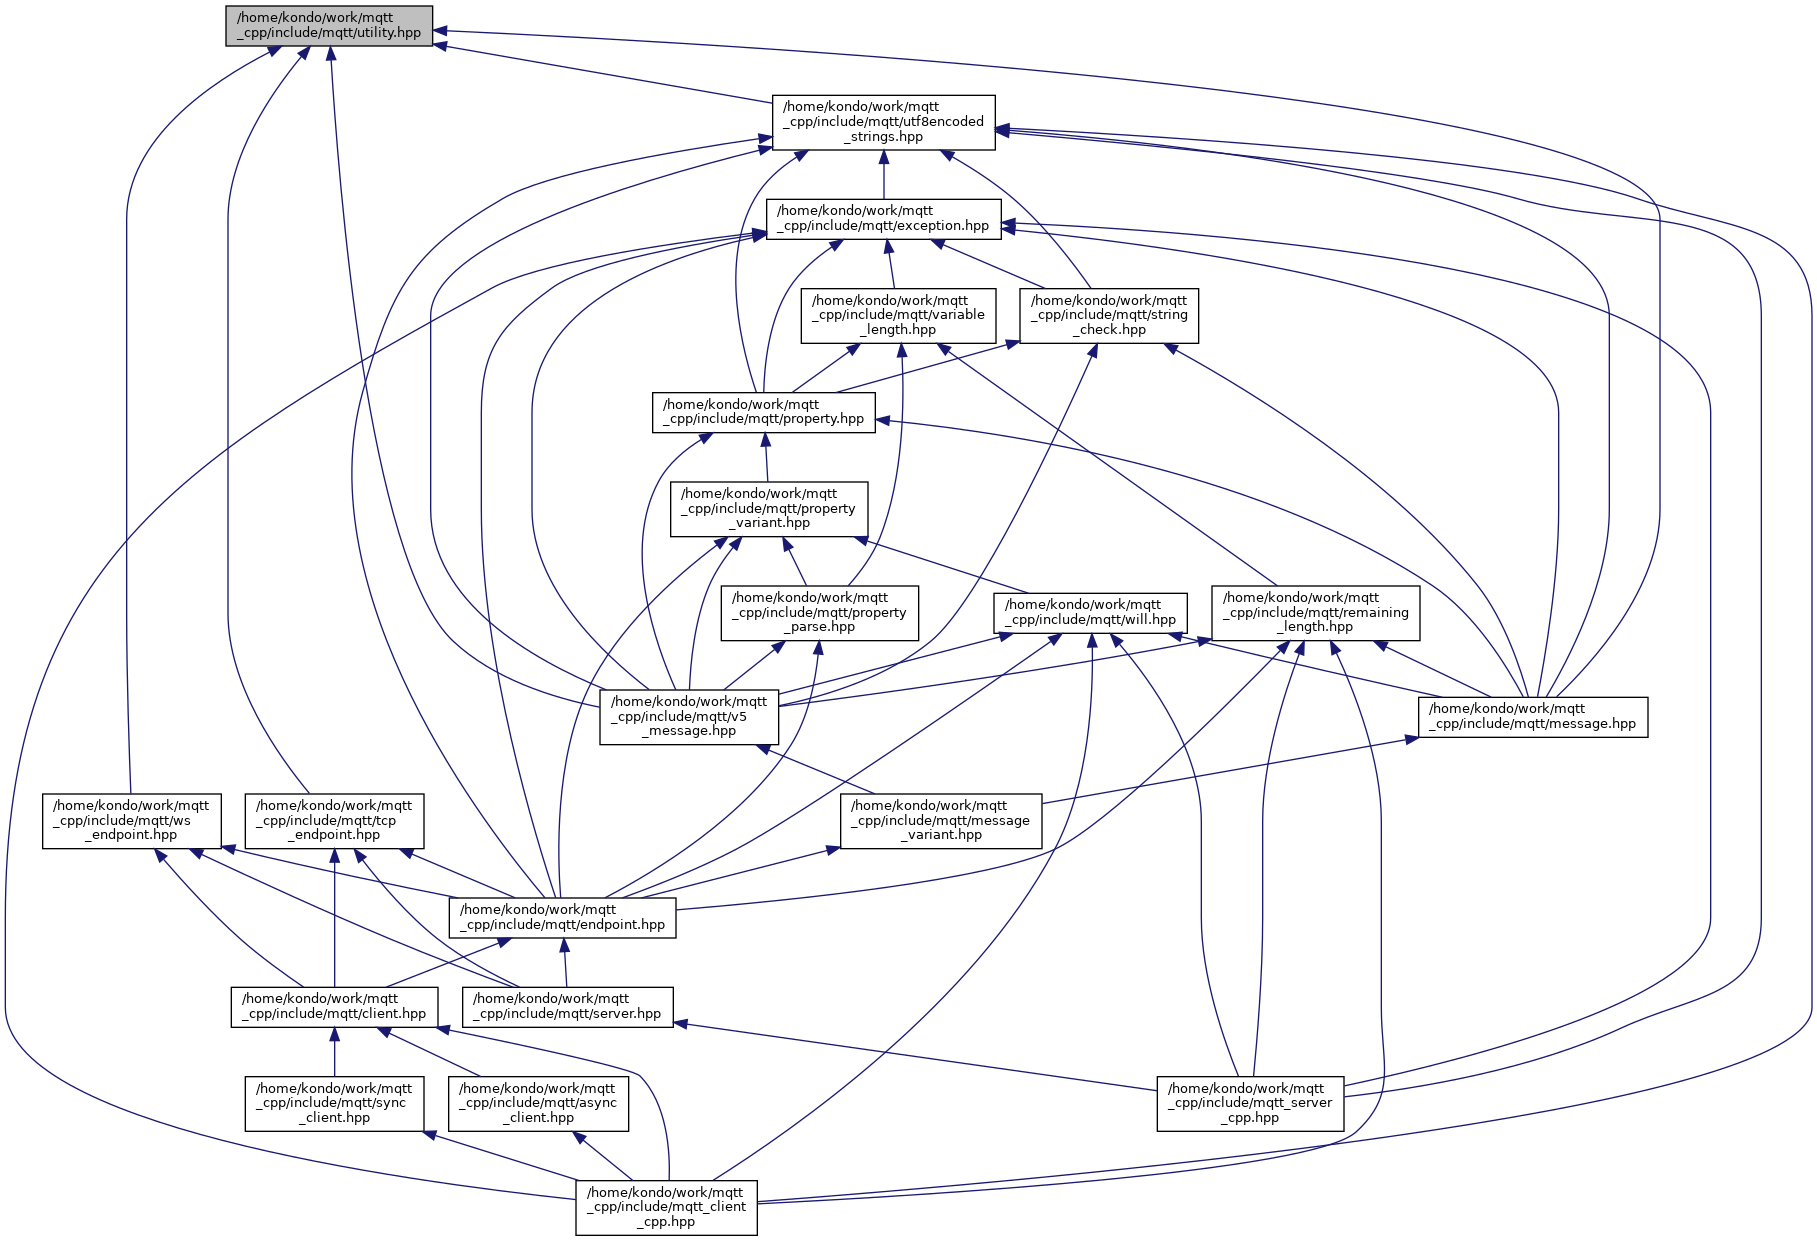 /home/kondo/work/mqtt
_cpp/include/mqtt/utility.hpp
/home/kondo/work/mqtt
_cpp/include/mqtt/utf8encoded
_strings.hpp
/home/kondo/work/mqtt
_cpp/include/mqtt/exception.hpp
/home/kondo/work/mqtt
_cpp/include/mqtt/variable
_length.hpp
/home/kondo/work/mqtt
_cpp/include/mqtt/string
_check.hpp
/home/kondo/work/mqtt
_cpp/include/mqtt/property.hpp
/home/kondo/work/mqtt
_cpp/include/mqtt/property
_variant.hpp
/home/kondo/work/mqtt
_cpp/include/mqtt/property
_parse.hpp
/home/kondo/work/mqtt
_cpp/include/mqtt/will.hpp
/home/kondo/work/mqtt
_cpp/include/mqtt/remaining
_length.hpp
/home/kondo/work/mqtt
_cpp/include/mqtt/v5
_message.hpp
/home/kondo/work/mqtt
_cpp/include/mqtt/message.hpp
/home/kondo/work/mqtt
_cpp/include/mqtt/ws
_endpoint.hpp
/home/kondo/work/mqtt
_cpp/include/mqtt/tcp
_endpoint.hpp
/home/kondo/work/mqtt
_cpp/include/mqtt/message
_variant.hpp
/home/kondo/work/mqtt
_cpp/include/mqtt/endpoint.hpp
/home/kondo/work/mqtt
_cpp/include/mqtt/client.hpp
/home/kondo/work/mqtt
_cpp/include/mqtt/server.hpp
/home/kondo/work/mqtt
_cpp/include/mqtt/sync
_client.hpp
/home/kondo/work/mqtt
_cpp/include/mqtt/async
_client.hpp
/home/kondo/work/mqtt
_cpp/include/mqtt_server
_cpp.hpp
/home/kondo/work/mqtt
_cpp/include/mqtt_client
_cpp.hpp